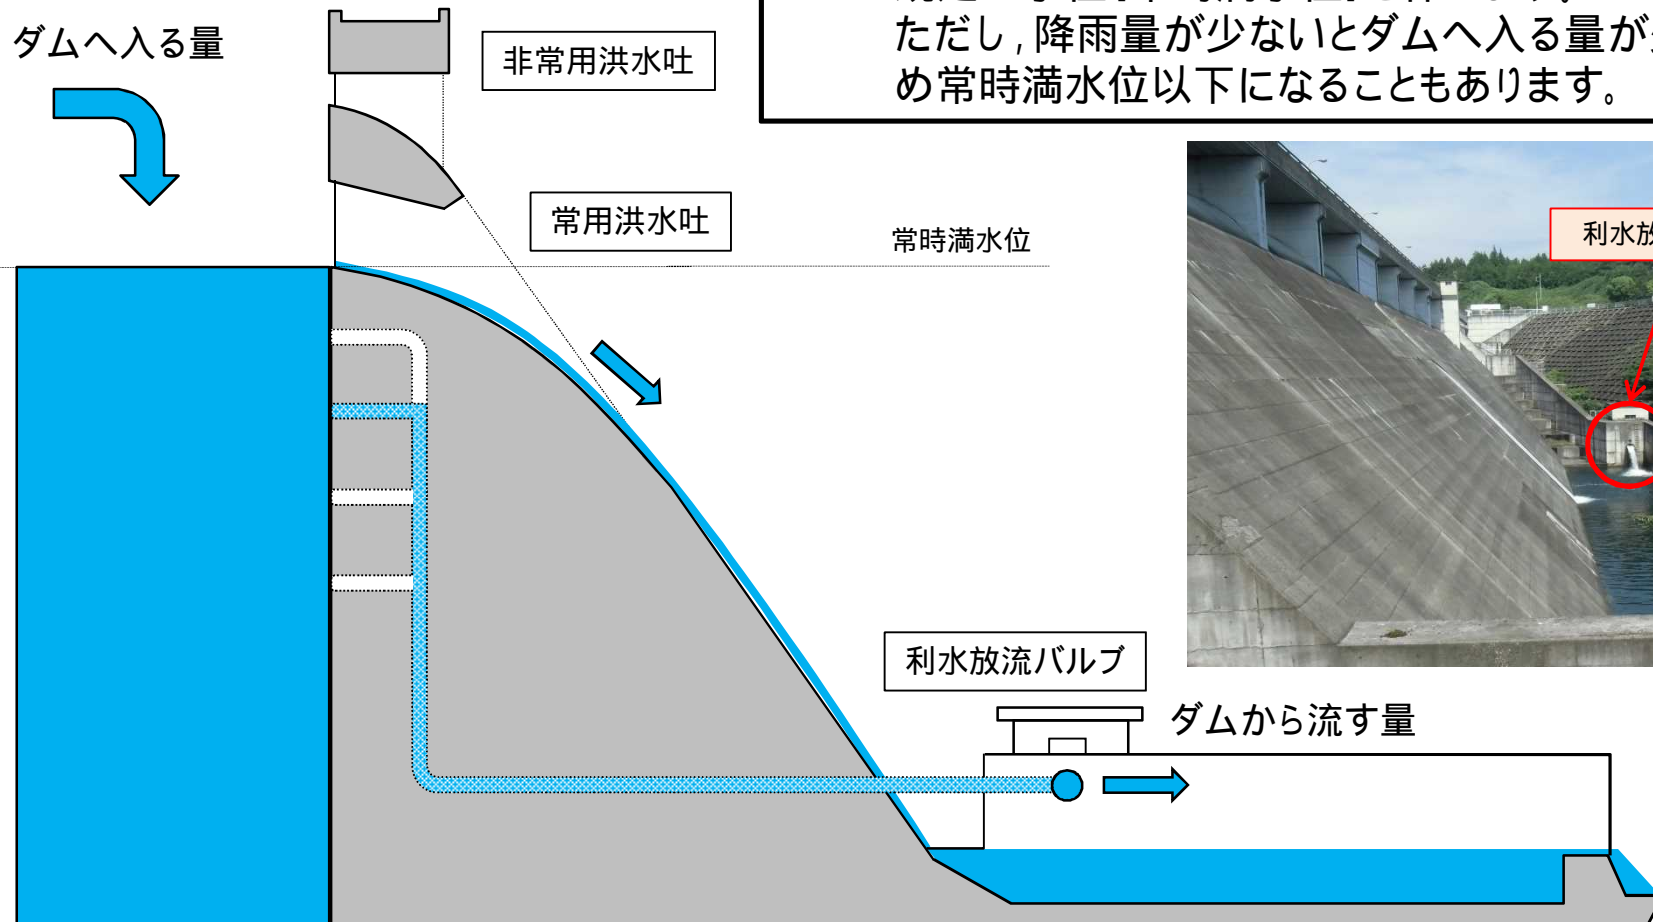 ただし，降雨量が少ないとダムへ入る量が
め常時満水位以下になることもあります。
ダムへ入る量
非常用洪水吐
常用洪水吐
常時満水位
利水放
利水放流バルブ
ダムから流す量